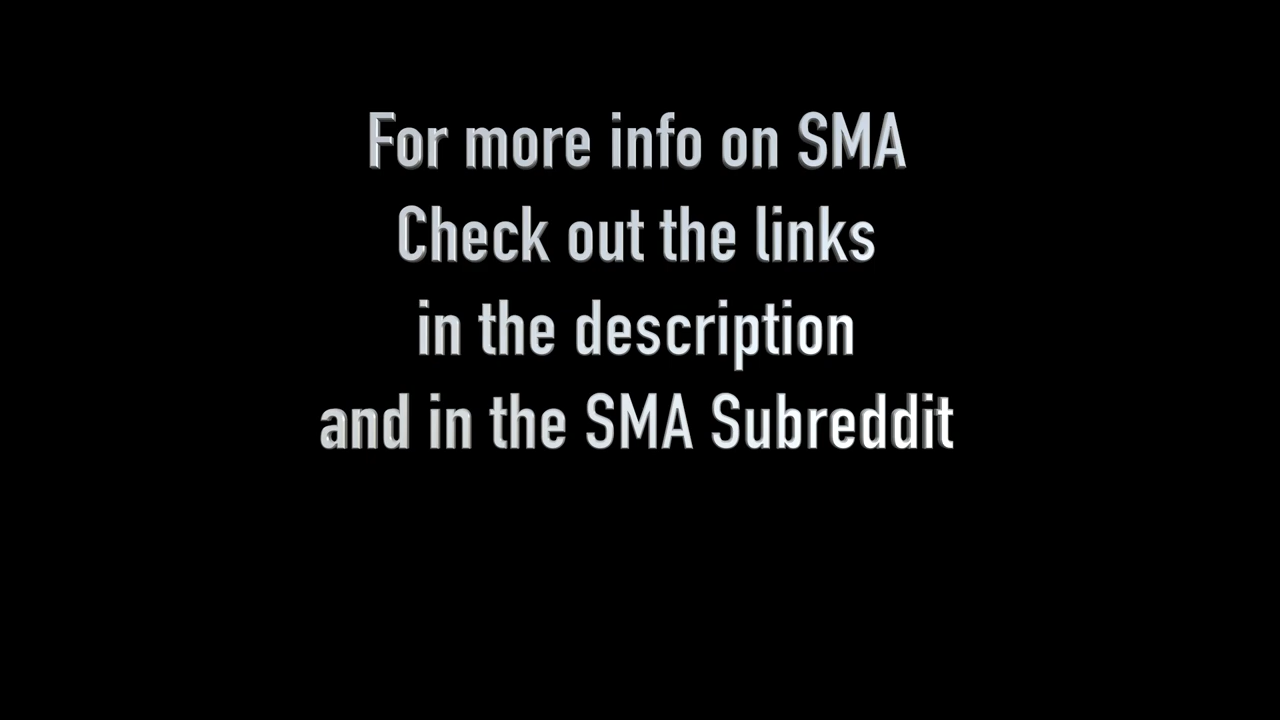 For more info on SMA
Check out the links
in the description
and in the SMA Subreddit